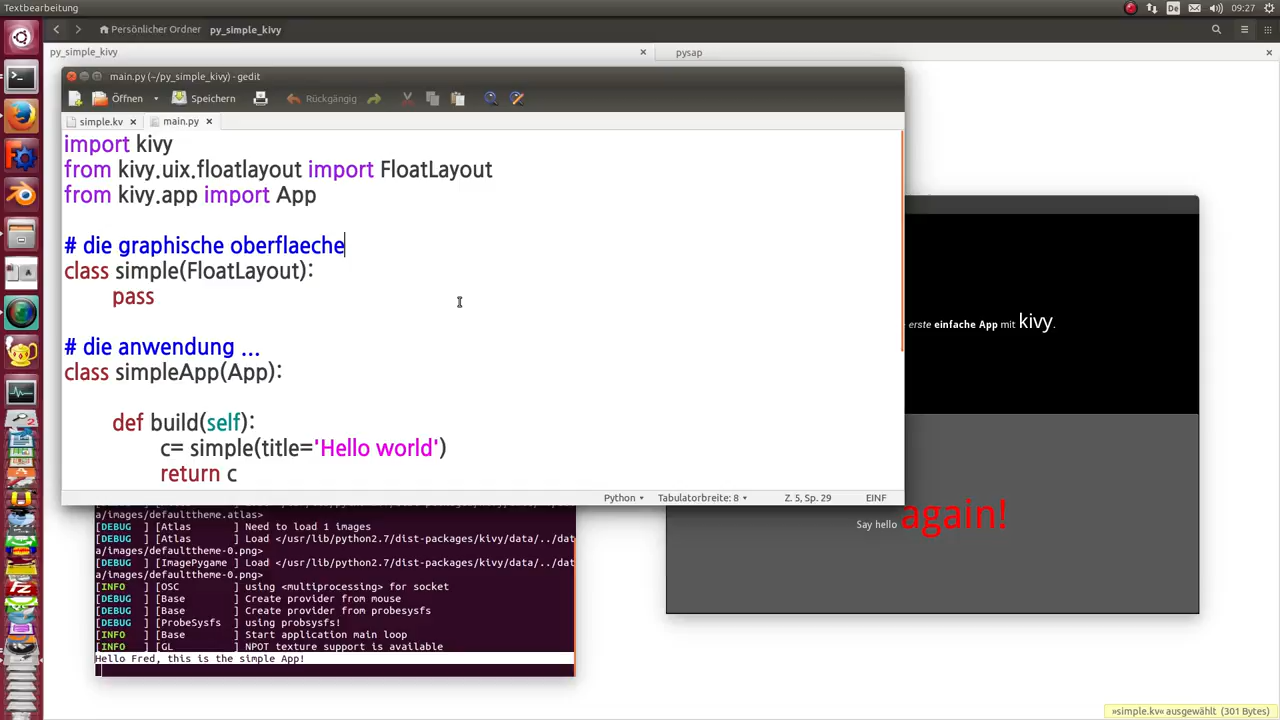 Textbearbeitung
De
09:27
Persönlicher Ordner
py_simple_kivy
py_simple_kivy
pysap
main.py (~/py_simple_kivy) - gedit
Öffnen
Speichern
Rückgängig
simple.kv
main.py
import kivy
from kivy.uix.floatlayout import FloatLayout
from kivy.app import App
# die graphische oberflaeche
class simple(FloatLayout):
pass
# die anwendung ...
class simpleApp(App):
def build(self):
c= simple(title='Hello world')
return c
Python
Tabulatorbreite: 8
Z. 5, Sp. 29
EINF
erste einfache App mit kivy.
Say hello again!
a/images/defaulttheme.atlas>
[DEBUG ] [Atlas ] Need to load 1 images
[DEBUG ] [Atlas ] Load </usr/lib/python2.7/dist-packages/kivy/data/../dat
a/images/defaulttheme-0.png>
[DEBUG ] [ImagePygame ] Load </usr/lib/python2.7/dist-packages/kivy/data/../dat
a/images/defaulttheme-0.png>
[INFO ] [OSC ] using <multiprocessing> for socket
[DEBUG ] [Base ] Create provider from mouse
[DEBUG ] [Base ] Create provider from probesysfs
[DEBUG ] [ProbeSysfs ] using probsysfs!
[INFO ] [Base ] Start application main loop
[INFO ] [GL ] NPOT texture support is available
Hello Fred, this is the simple App!
»simple.kv« ausgewählt (301 Bytes)